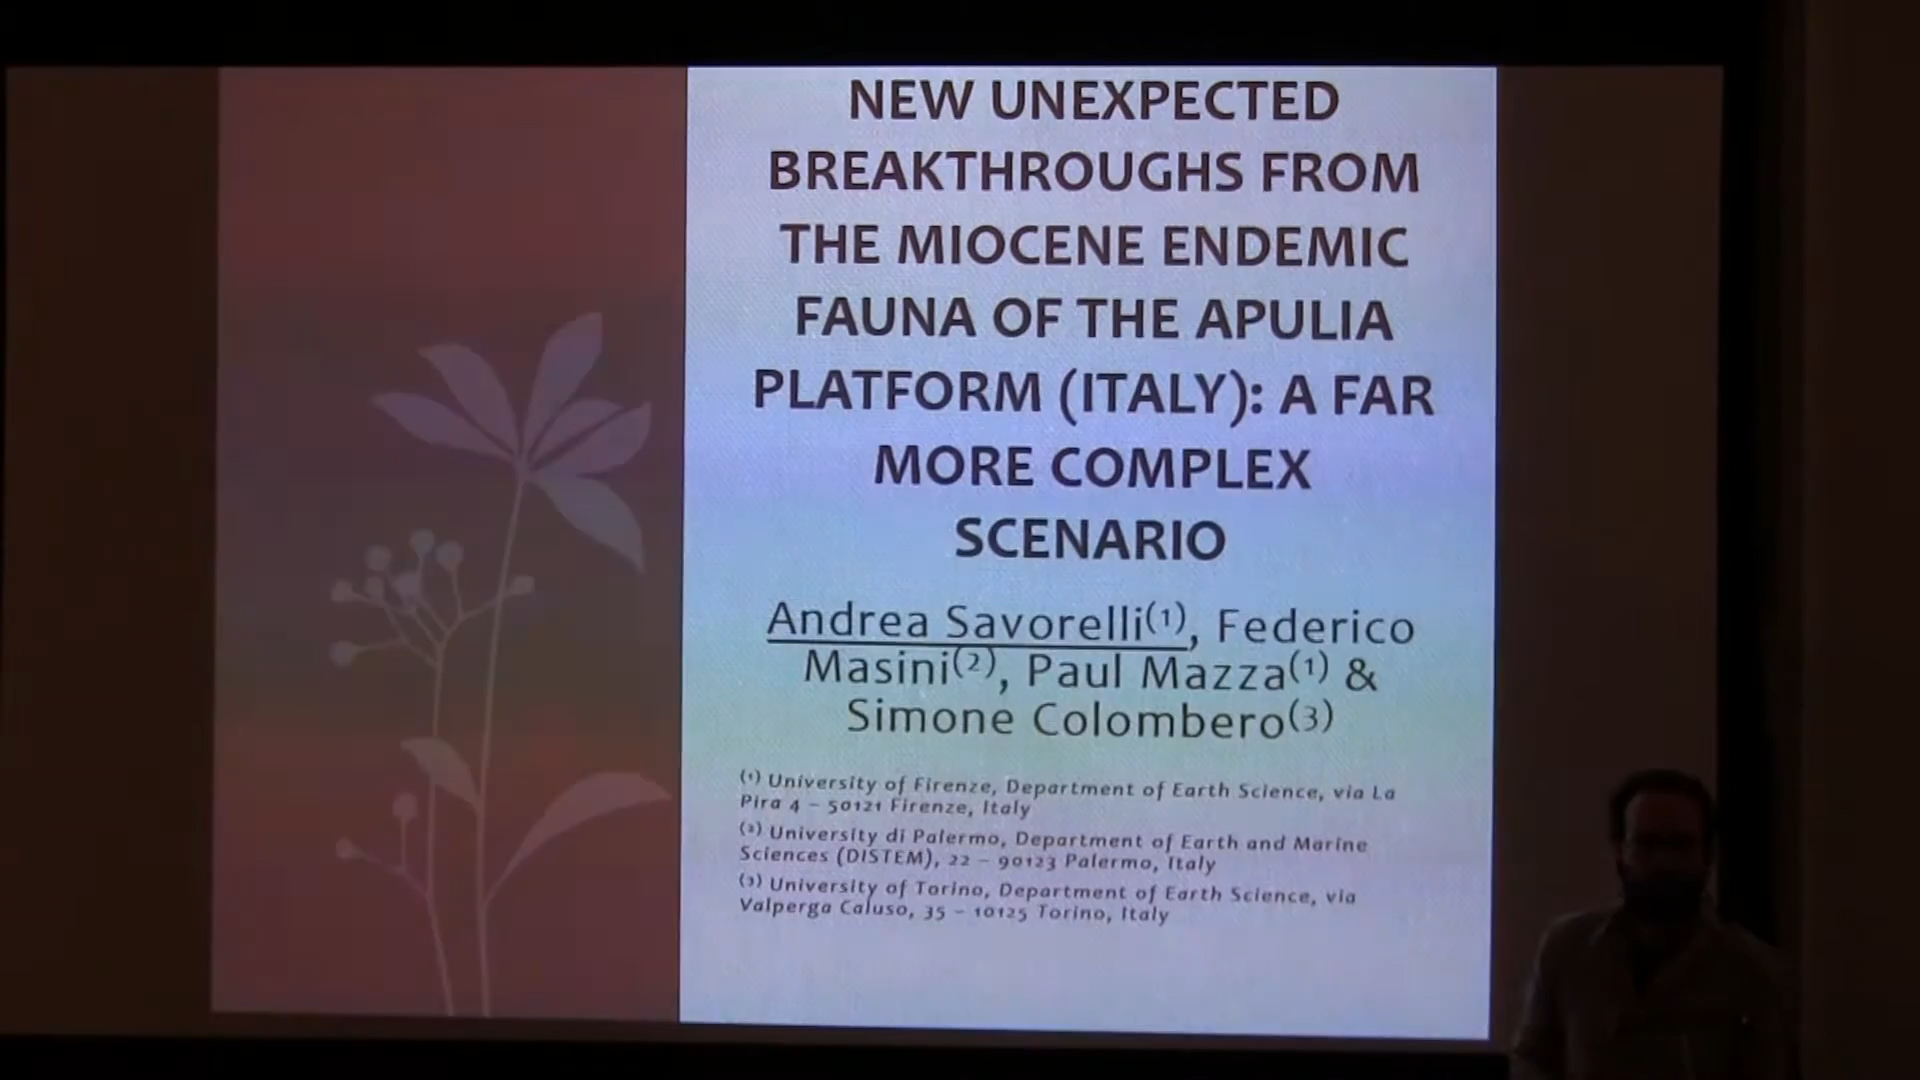 NEW UNEXPECTED
BREAKTHROUGHS FROM
THE MIOCENE ENDEMIC
FAUNA OF THE APULIA
PLATFORM (ITALY): A FAR
MORE COMPLEX
SCENARIO
Andrea Savorelli(1), Federico
Masini(2), Paul Mazza(1) &
Simone Colombero(3)
(1) University of Firenze, Department of Earth Science, via La
Pira 4 – 50121 Firenze, Italy
(2) University di Palermo, Department of Earth and Marine
Sciences (DISTEM), 22 – 90123 Palermo, Italy
(3) University of Torino, Department of Earth Science, via
Valperga Caluso, 35 – 10125 Torino, Italy